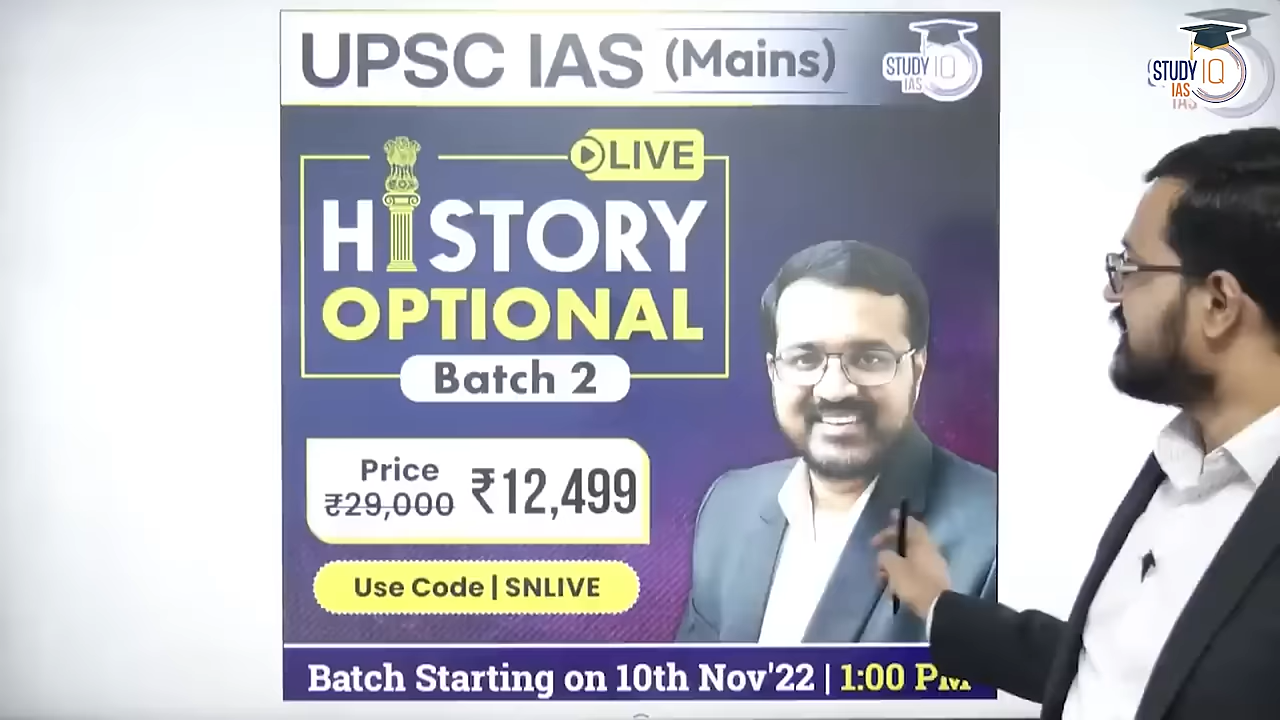 UPSC IAS (Mains)
STUDY IQ
IAS
STUDY IQ
IAS
IAS
LIVE
HISTORY
OPTIONAL
Batch 2
Price
₹29,000 ₹12,499
Use Code | SNLIVE
Batch Starting on 10th Nov'22 | 1:00 PM